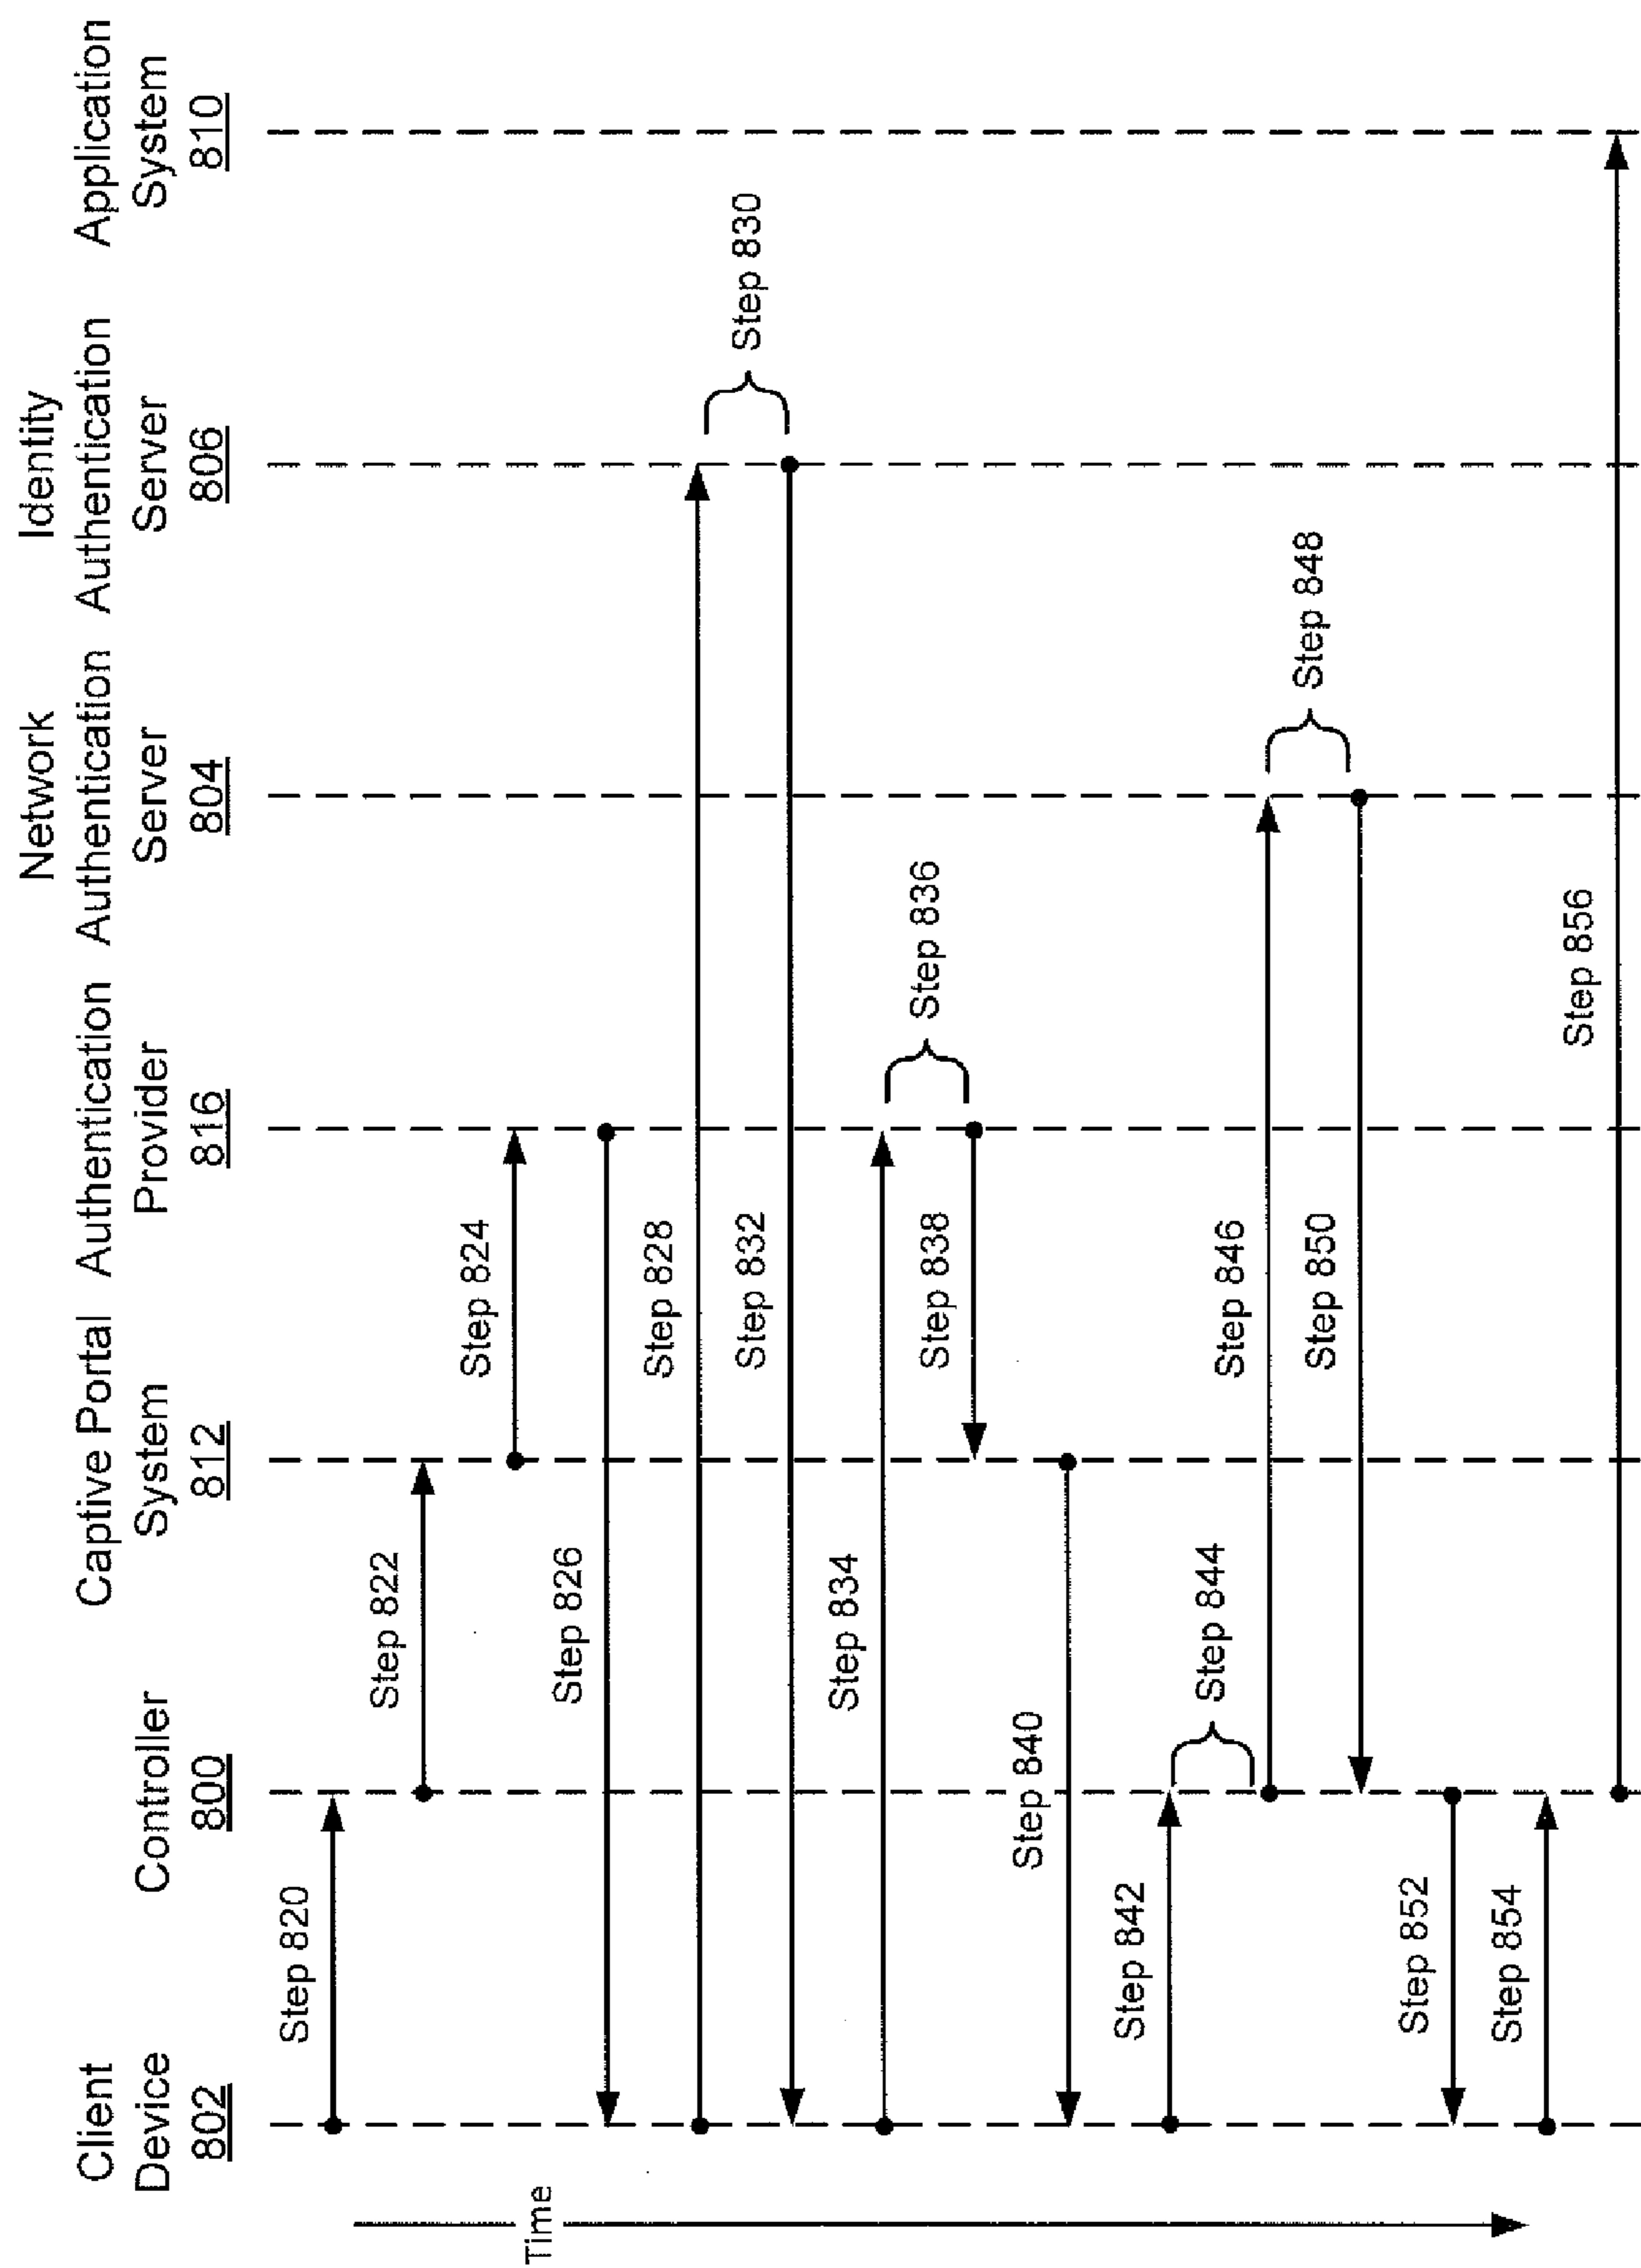 Client
Device
802
Controller
800
Captive Portal
System
812
Authentication
Provider
816
Network
Authentication
Server
804
Identity
Authentication
Server
806
Application
System
810
Time
Step 820
Step 822
Step 824
Step 826
Step 828
Step 830
Step 832
Step 834
Step 836
Step 838
Step 840
Step 842
Step 844
Step 846
Step 848
Step 850
Step 852
Step 854
Step 856